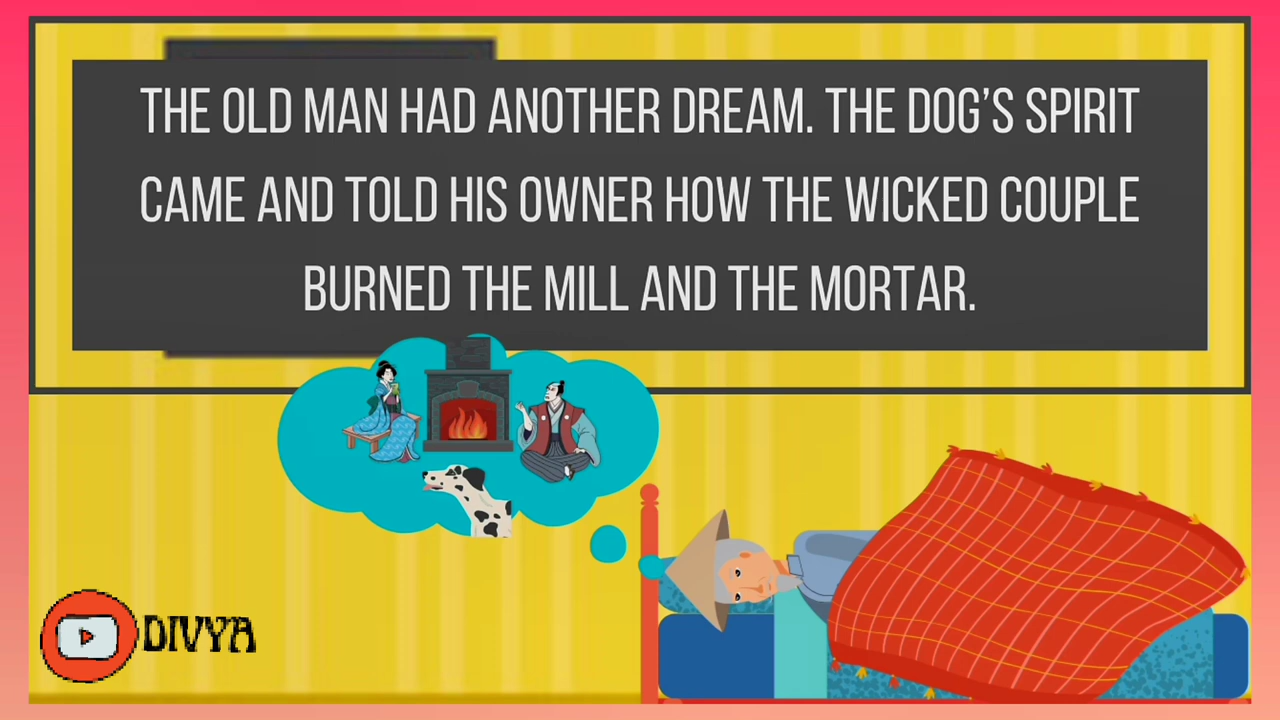 THE OLD MAN HAD ANOTHER DREAM. THE DOG'S SPIRIT
CAME AND TOLD HIS OWNER HOW THE WICKED COUPLE
BURNED THE MILL AND THE MORTAR.
DIVYA